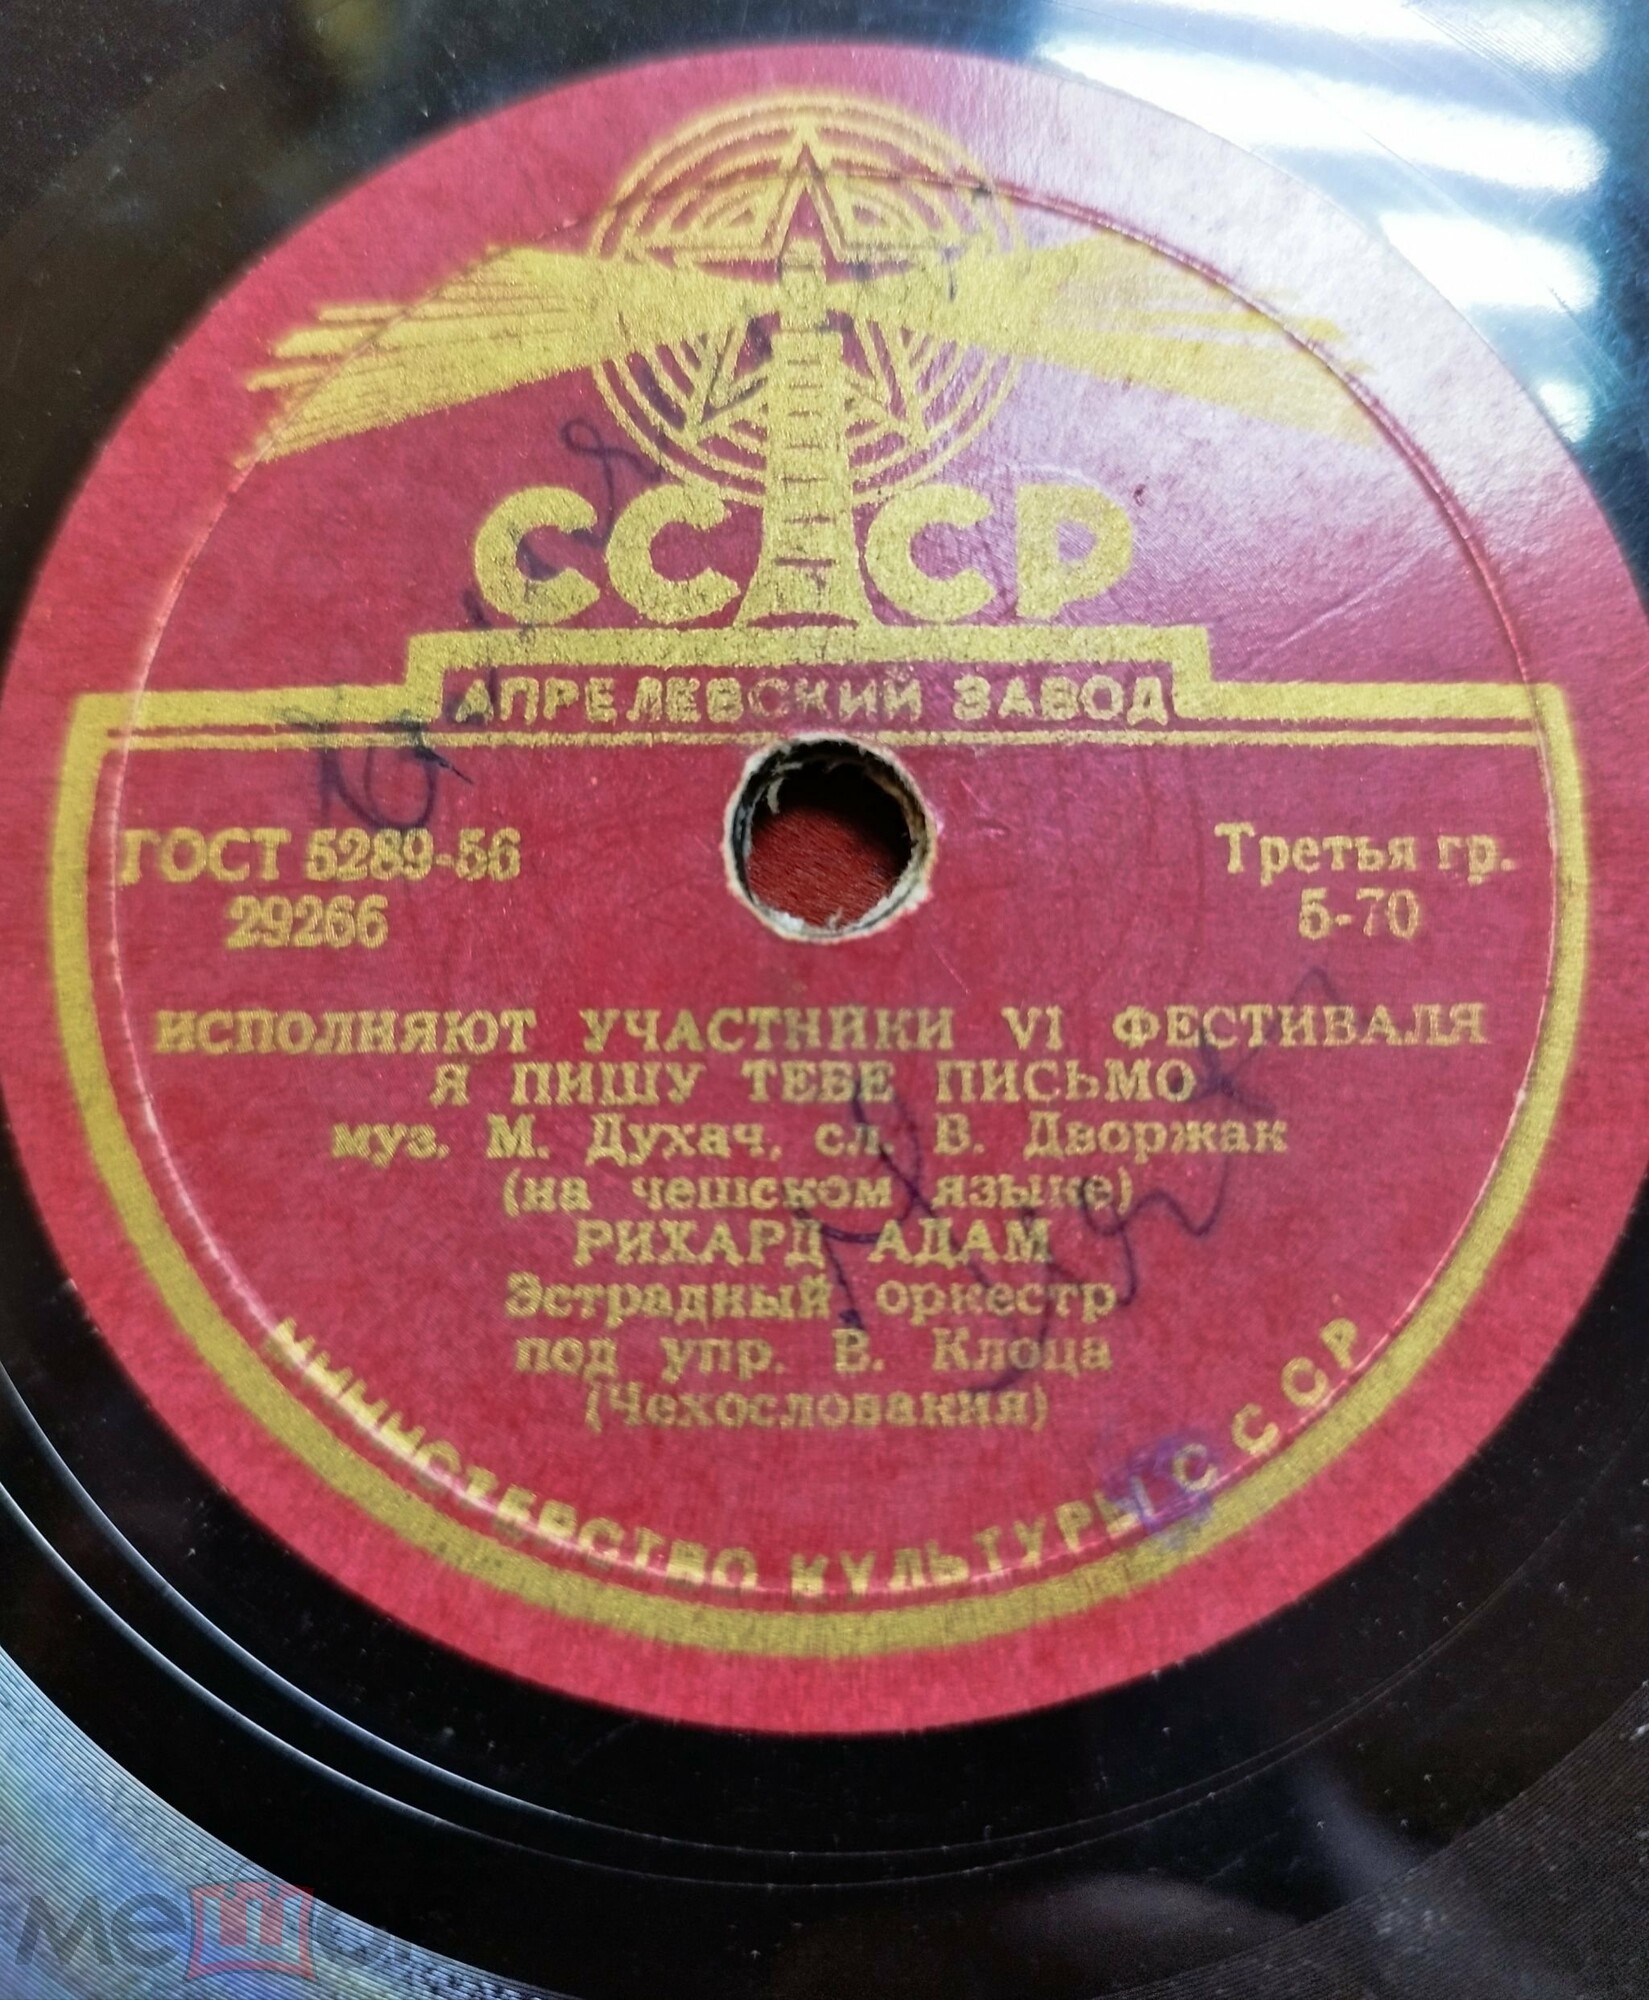 СССР
АПРЕЛЕВСКИЙ ЗАВОД
ГОСТ 5289-56
29266
Третья гр.
5-70
ИСПОЛНЯЮТ УЧАСТНИКИ VI ФЕСТИВАЛЯ
Я ПИШУ ТЕБЕ ПИСЬМО
муз. М. Духач, сл. В. Дворжак
(на чешском языке)
РИХАРД АДАМ
Эстрадный оркестр
под упр. В. Клоца
(Чехословакия)
МИНИСТЕРСТВО КУЛЬТУРЫ СССР